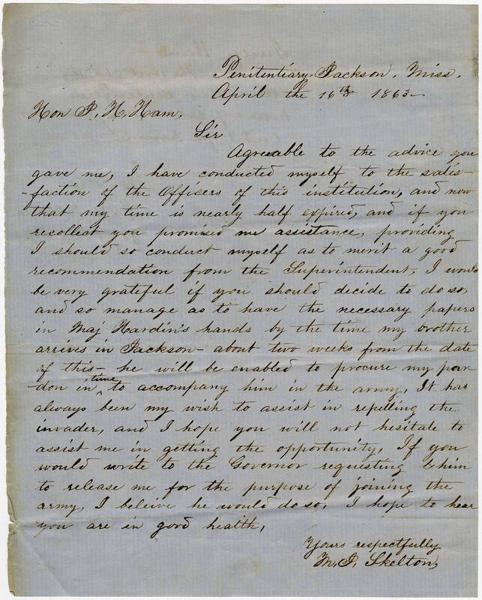 Penitentiary Jackson, Miss.
April the 16th 1863-
Hon J. H. Ham.
Sir
Agreeable to the advice you
gave me, I have conducted myself to the satis-
-faction of the Officers of this institution, and now
that my time is nearly half expired, and if you
recollect you promised me assistance, providing
I should so conduct myself as to merit a good
recommendation from the Superintendent, I would
be very grateful if you should decide to do so,
and so manage as to have the necessary papers
in Maj Hardin's hands by the time my brother
arrives in Jackson- about two weeks from the date
of this- he will be enabled to procure my par-
don in time to accompany him in the army, It has
always been my wish to assist in repelling the
invader, and I hope you will not hesitate to
assist me in getting the opportunity, If you
would write to the Governor requesting him
to release me for the purpose of joining the
army, I beleive he would do so, I hope to hear
you are in good health,
Yours respectfully
M. J. Skelton,